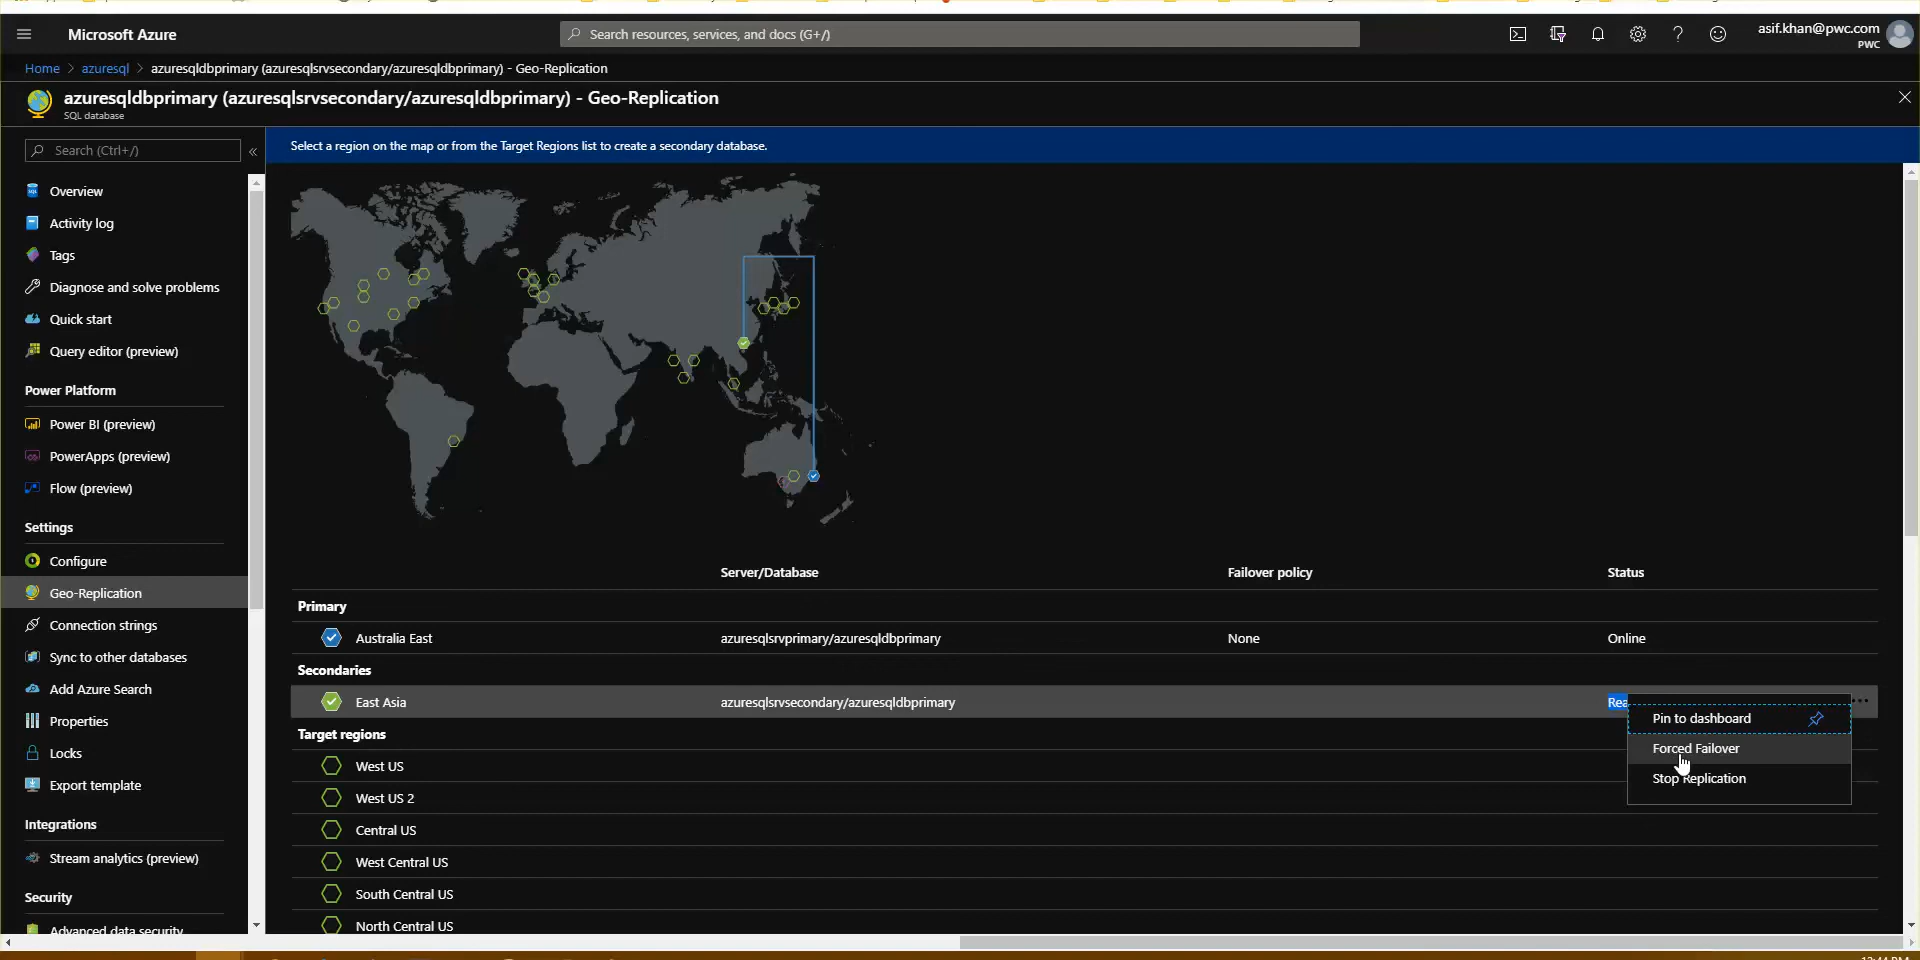 Microsoft Azure
Search resources, services, and docs (G+/)
asif.khan@pwc.com
PWC
Home > azuresql > azuresqldbprimary (azuresqlsrvsecondary/azuresqldbprimary) - Geo-Replication
azuresqldbprimary (azuresqlsrvsecondary/azuresqldbprimary) - Geo-Replication
SQL database
Search (Ctrl+/)
Select a region on the map or from the Target Regions list to create a secondary database.
Overview
Activity log
Tags
Diagnose and solve problems
Quick start
Query editor (preview)
Power Platform
Power BI (preview)
PowerApps (preview)
Flow (preview)
Settings
Configure
Geo-Replication
Connection strings
Sync to other databases
Add Azure Search
Properties
Locks
Export template
Integrations
Stream analytics (preview)
Security
Advanced data security
Server/Database Failover policy Status
Primary
Australia East azuresqlsrvprimary/azuresqldbprimary None Online
Secondaries
East Asia azuresqlsrvsecondary/azuresqldbprimary Rea
Target regions
West US
West US 2
Central US
West Central US
South Central US
North Central US
Pin to dashboard
Forced Failover
Stop Replication